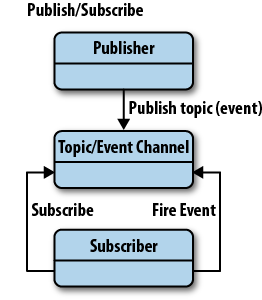 Publish/Subscribe
Publisher
Publish topic (event)
Topic/Event Channel
Subscribe
Fire Event
Subscriber